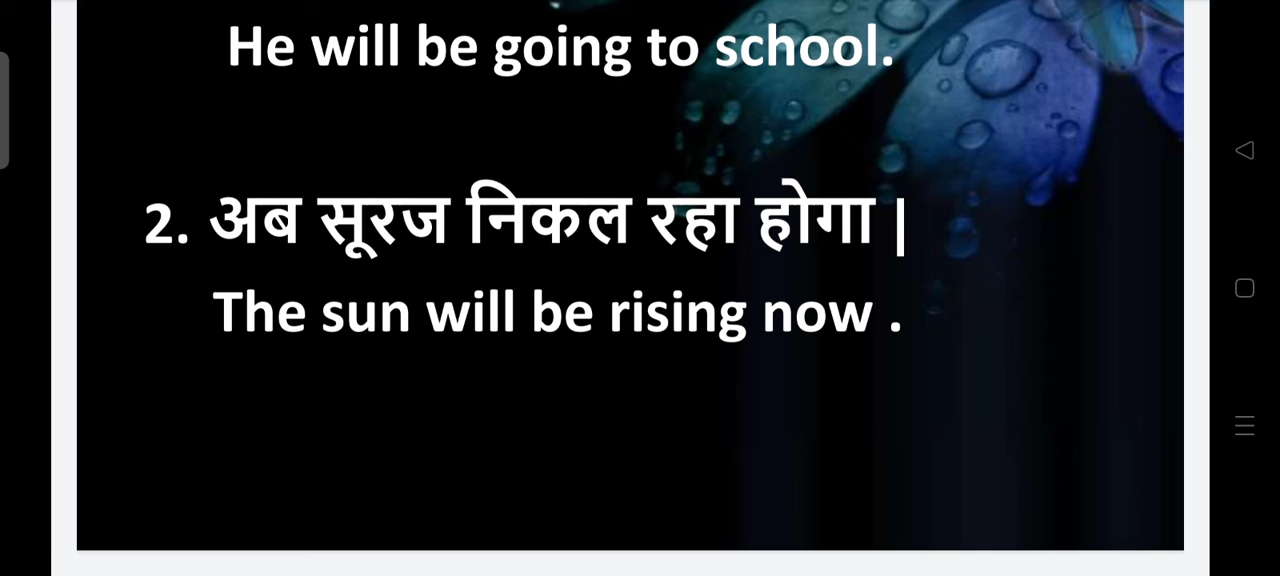 He will be going to school.
2. अब सूरज निकल रहा होगा |
The sun will be rising now .